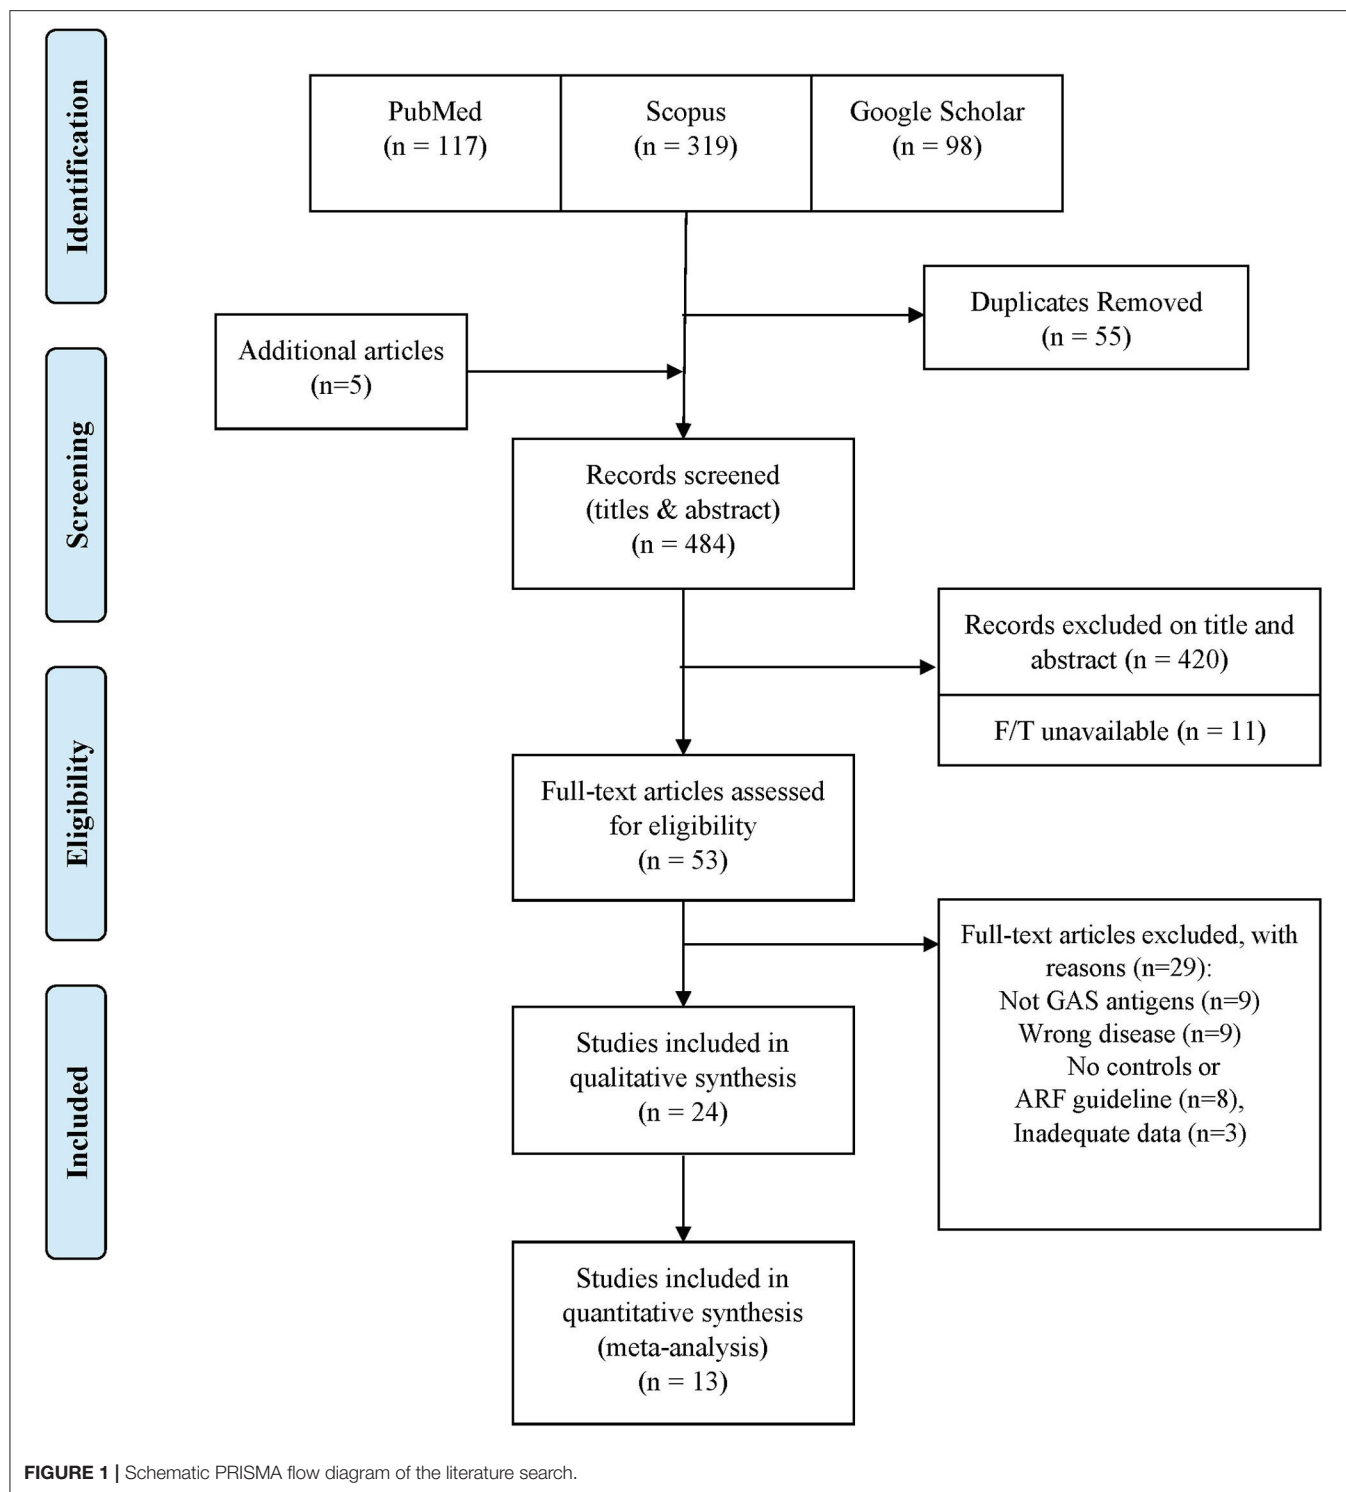 Identification
PubMed
(n = 117)
Scopus
(n = 319)
Google Scholar
(n = 98)
Duplicates Removed
(n = 55)
Additional articles
(n=5)
Screening
Records screened
(titles & abstract)
(n = 484)
Records excluded on title and
abstract (n = 420)
F/T unavailable (n = 11)
Eligibility
Full-text articles assessed
for eligibility
(n = 53)
Full-text articles excluded, with
reasons (n=29):
Not GAS antigens (n=9)
Wrong disease (n=9)
No controls or
ARF guideline (n=8),
Inadequate data (n=3)
Included
Studies included in
qualitative synthesis
(n = 24)
Studies included in
quantitative synthesis
(meta-analysis)
(n = 13)
FIGURE 1 | Schematic PRISMA flow diagram of the literature search.